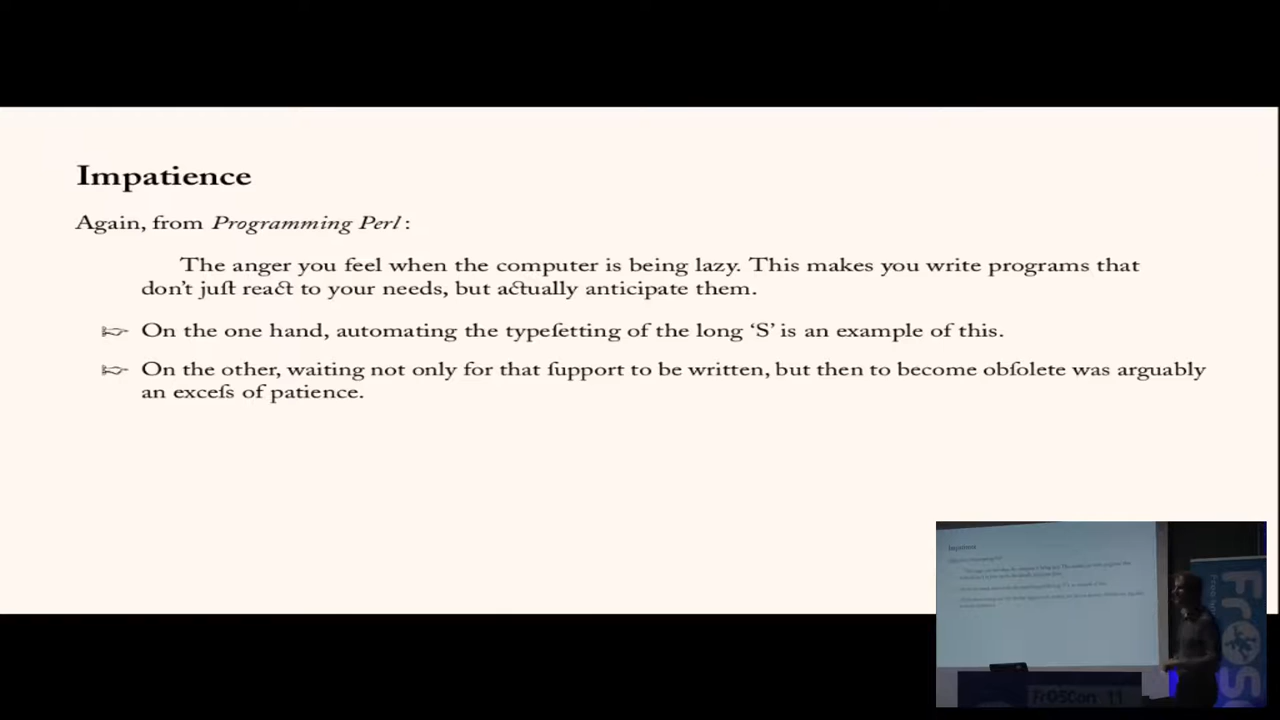 Impatience
Again, from Programming Perl:
The anger you feel when the computer is being lazy. This makes you write programs that
don't juſt react to your needs, but actually anticipate them.
☞ On the one hand, automating the typeſetting of the long ‘S’ is an example of this.
☞ On the other, waiting not only for that ſupport to be written, but then to become obſolete was arguably
an exceſs of patience.
Impatience
FrOSCon 11